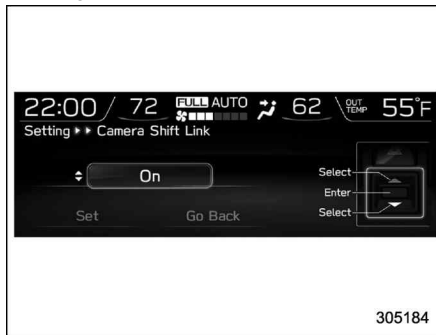 22:00 / 72 FULL AUTO 62 OUT TEMP 55°F
Setting ▸▸ Camera Shift Link
On
Select
Enter
Set Go Back Select
305184